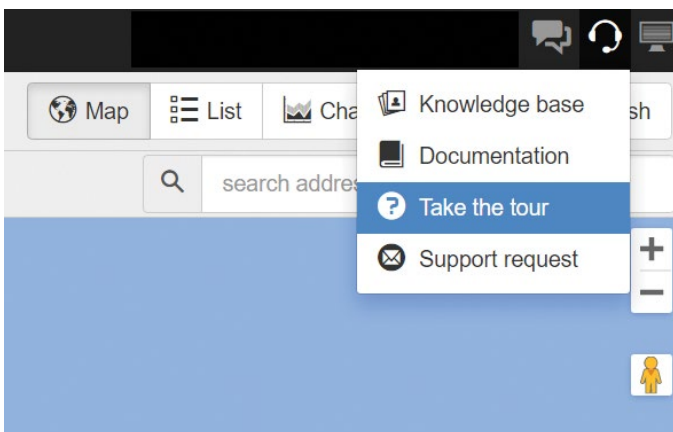 Map
List
Cha
sh
search addres
Knowledge base
Documentation
Take the tour
Support request